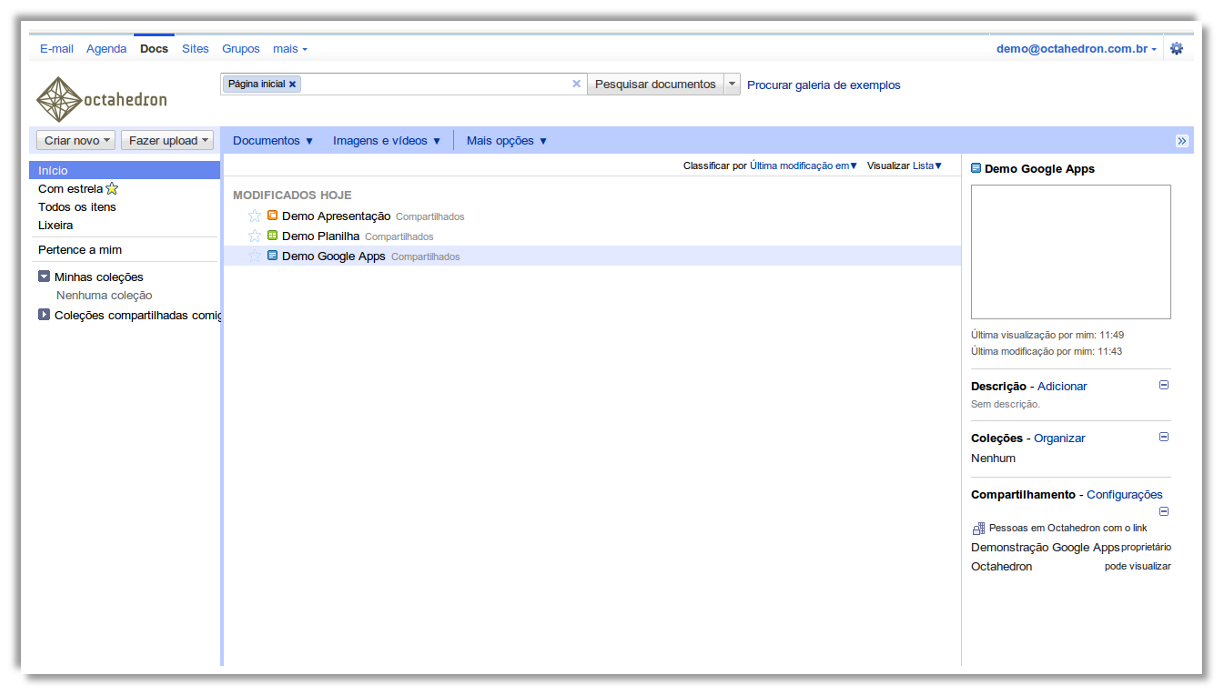 E-mail Agenda Docs Sites Grupos mais demo@octahedron.com.br
octahedron
Página inicial × × Pesquisar documentos Procurar galeria de exemplos
Criar novo Fazer upload Documentos Imagens e vídeos Mais opções »
Início
Com estrela
Todos os itens
Lixeira
Pertence a mim
Minhas coleções
Nenhuma coleção
Coleções compartilhadas comig
Classificar por Última modificação em Visualizar Lista
MODIFICADOS HOJE
Demo Apresentação Compartilhados
Demo Planilha Compartilhados
Demo Google Apps Compartilhados
Demo Google Apps
Última visualização por mim: 11:49
Última modificação por mim: 11:43
Descrição - Adicionar
Sem descrição.
Coleções - Organizar
Nenhum
Compartilhamento - Configurações
Pessoas em Octahedron com o link
Demonstração Google Apps proprietário
Octahedron pode visualizar